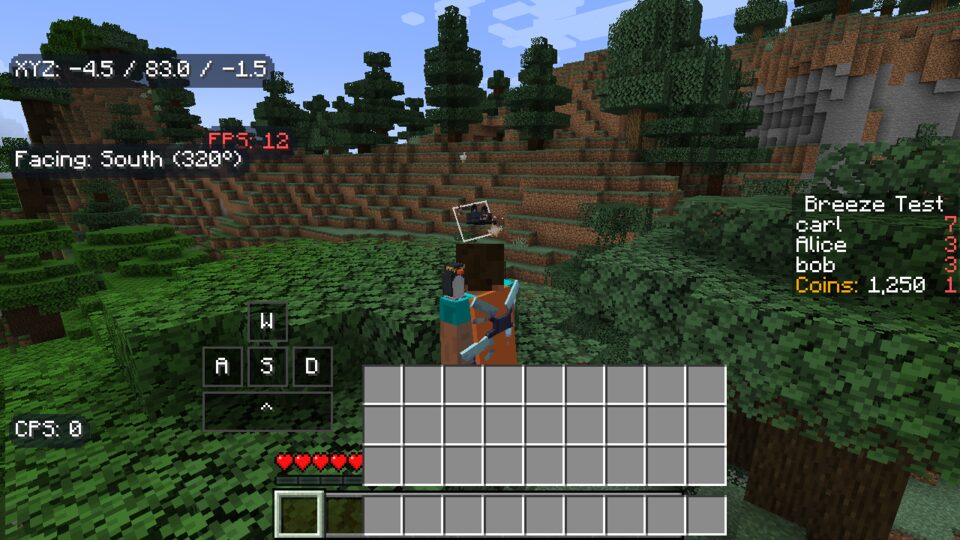 XYZ: -4.5 / 83.0 / -1.5
FPS: 12
Facing: South (320°)
Breeze Test
carl 7
Alice 3
bob 3
Coins: 1,250 1
W
A S D
^
CPS: 0